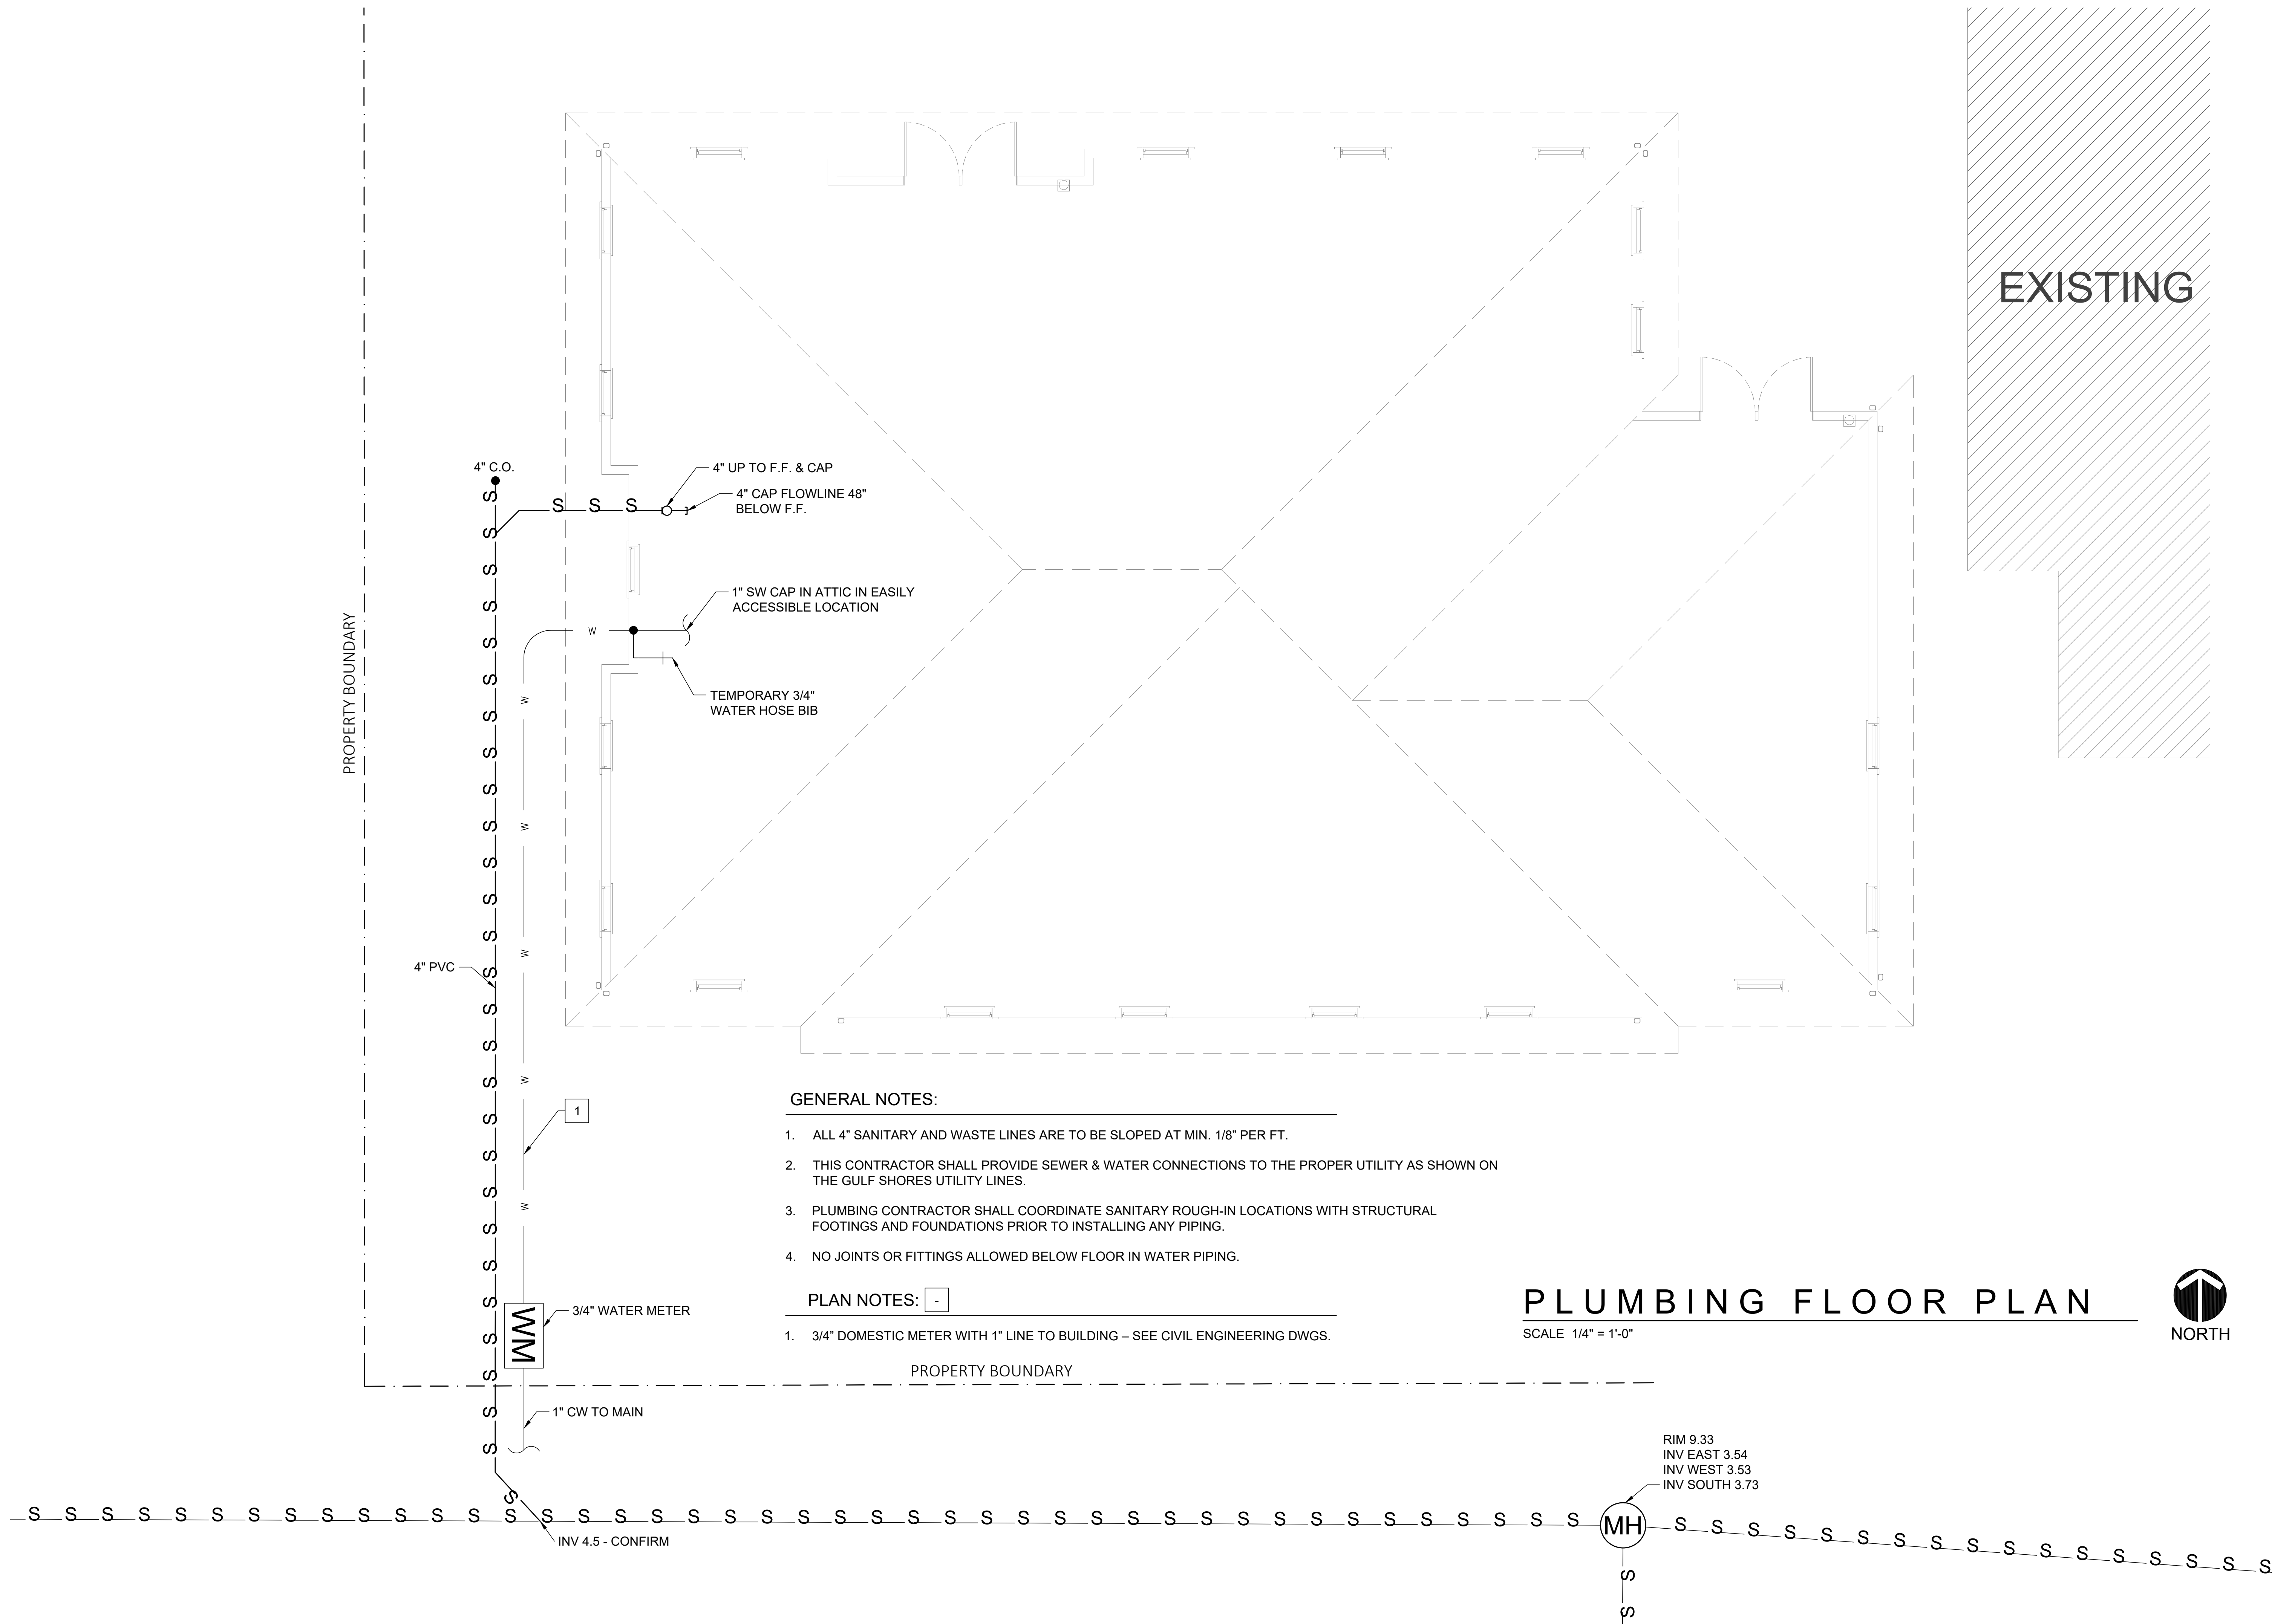 EXISTING
4" C.O.
4" UP TO F.F. & CAP
4" CAP FLOWLINE 48"
BELOW F.F.
S S S
1" SW CAP IN ATTIC IN EASILY
ACCESSIBLE LOCATION
W
TEMPORARY 3/4"
WATER HOSE BIB
PROPERTY BOUNDARY
S S S S S S S S S S S S S S S S S S S S S S S S S S S
W W W W W
4" PVC
1
GENERAL NOTES:
1. ALL 4” SANITARY AND WASTE LINES ARE TO BE SLOPED AT MIN. 1/8” PER FT.
2. THIS CONTRACTOR SHALL PROVIDE SEWER & WATER CONNECTIONS TO THE PROPER UTILITY AS SHOWN ON
THE GULF SHORES UTILITY LINES.
3. PLUMBING CONTRACTOR SHALL COORDINATE SANITARY ROUGH-IN LOCATIONS WITH STRUCTURAL
FOOTINGS AND FOUNDATIONS PRIOR TO INSTALLING ANY PIPING.
4. NO JOINTS OR FITTINGS ALLOWED BELOW FLOOR IN WATER PIPING.
PLAN NOTES: -
1. 3/4” DOMESTIC METER WITH 1” LINE TO BUILDING – SEE CIVIL ENGINEERING DWGS.
PLUMBING FLOOR PLAN
SCALE 1/4" = 1'-0"
NORTH
WM
3/4" WATER METER
PROPERTY BOUNDARY
1" CW TO MAIN
RIM 9.33
INV EAST 3.54
INV WEST 3.53
INV SOUTH 3.73
S
S S S S S S S S S S S S S S S S S S S S S S S S S S S S S S S S S S S S S S S S S S S MH S S S S S S S S S S S S S S S S S
INV 4.5 - CONFIRM
S
S